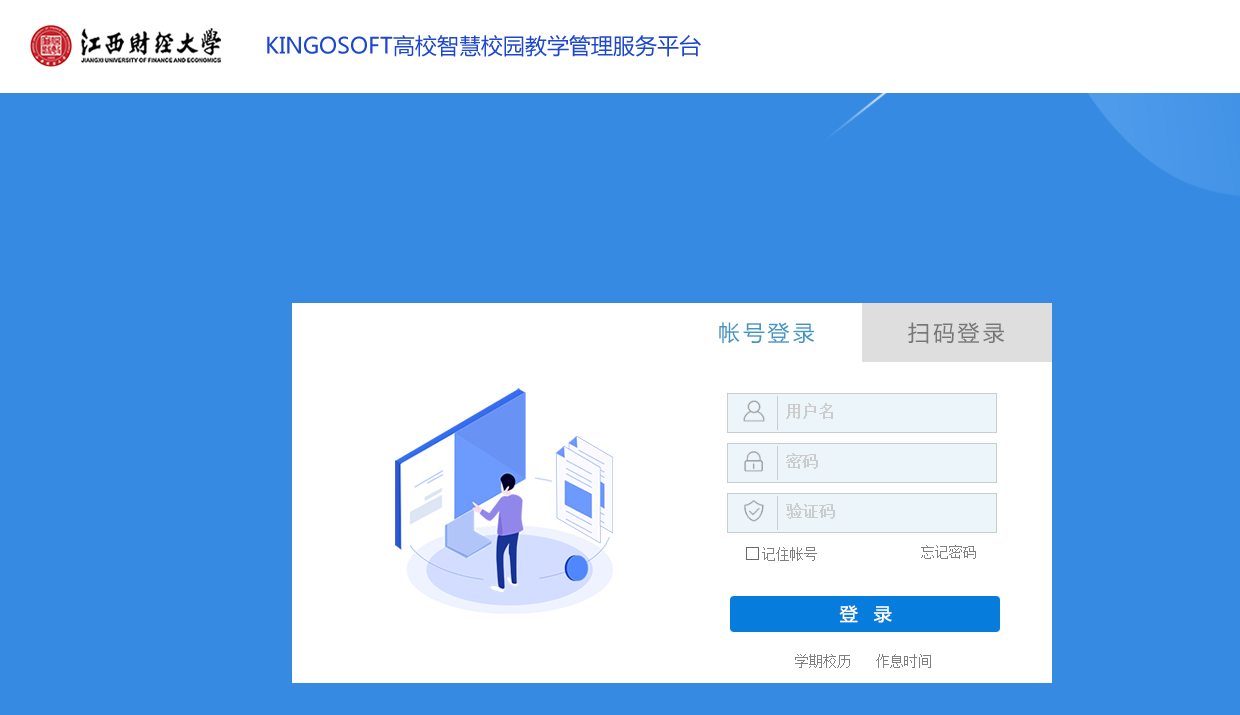 江西财经大学
JIANGXI UNIVERSITY OF FINANCE AND ECONOMICS
KINGOSOFT高校智慧校园教学管理服务平台
帐号登录
扫码登录
用户名
密码
验证码
记住帐号
忘记密码
登 录
学期校历
作息时间